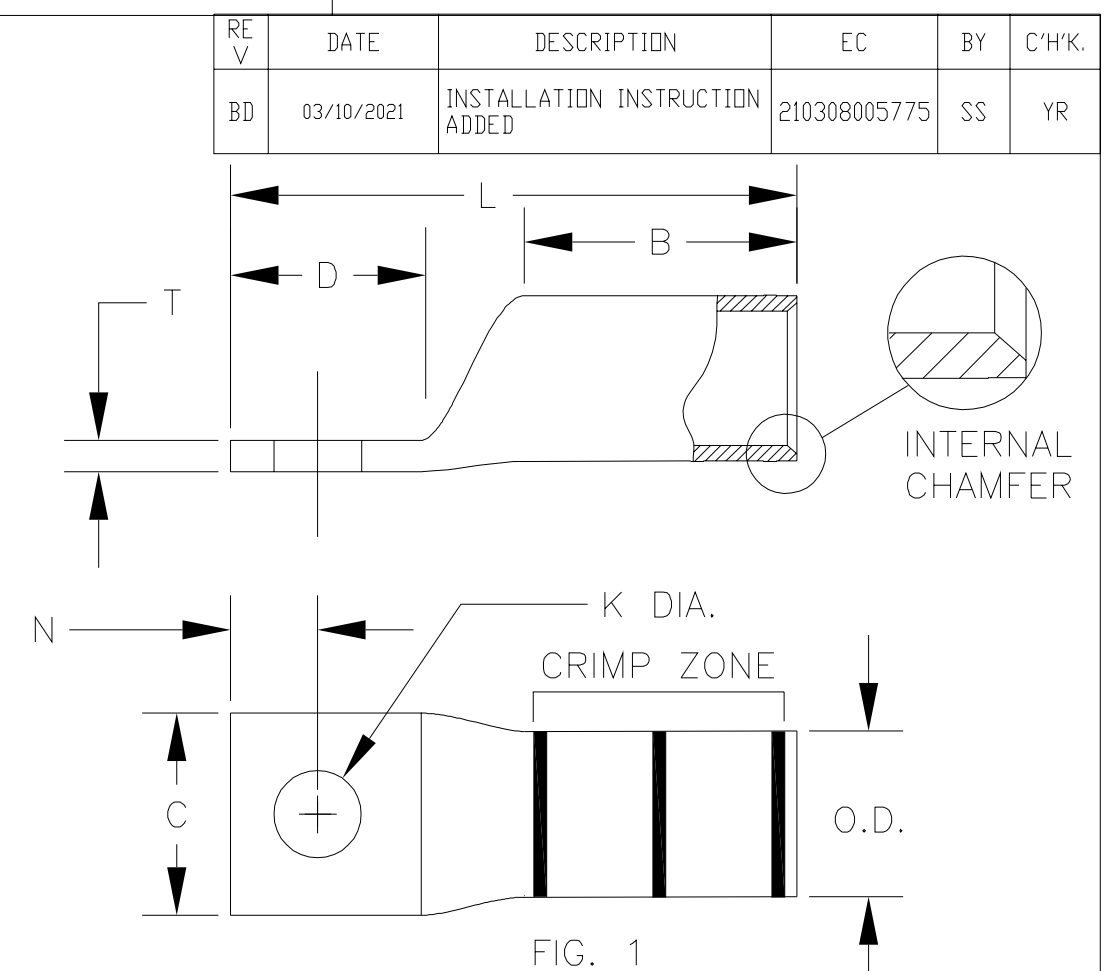 RE
V
DATE
DESCRIPTION
EC
BY
C'H'K.
BD
03/10/2021
INSTALLATION INSTRUCTION
ADDED
210308005775
SS
YR
L
B
D
T
INTERNAL
CHAMFER
N
K DIA.
CRIMP ZONE
C
O.D.
FIG. 1